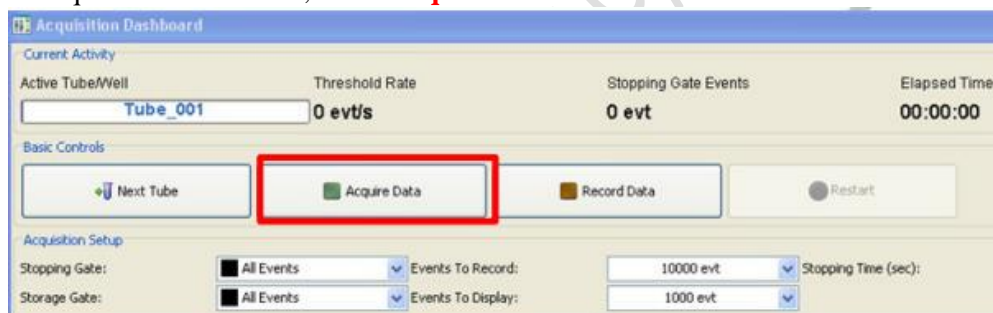 Acquisition Dashboard
Current Activity
Active Tube/Well Threshold Rate Stopping Gate Events Elapsed Time
Tube_001 0 evt/s 0 evt 00:00:00
Basic Controls
Next Tube Acquire Data Record Data Restart
Acquisition Setup
Stopping Gate: All Events Events To Record: 10000 evt Stopping Time (sec):
Storage Gate: All Events Events To Display: 1000 evt